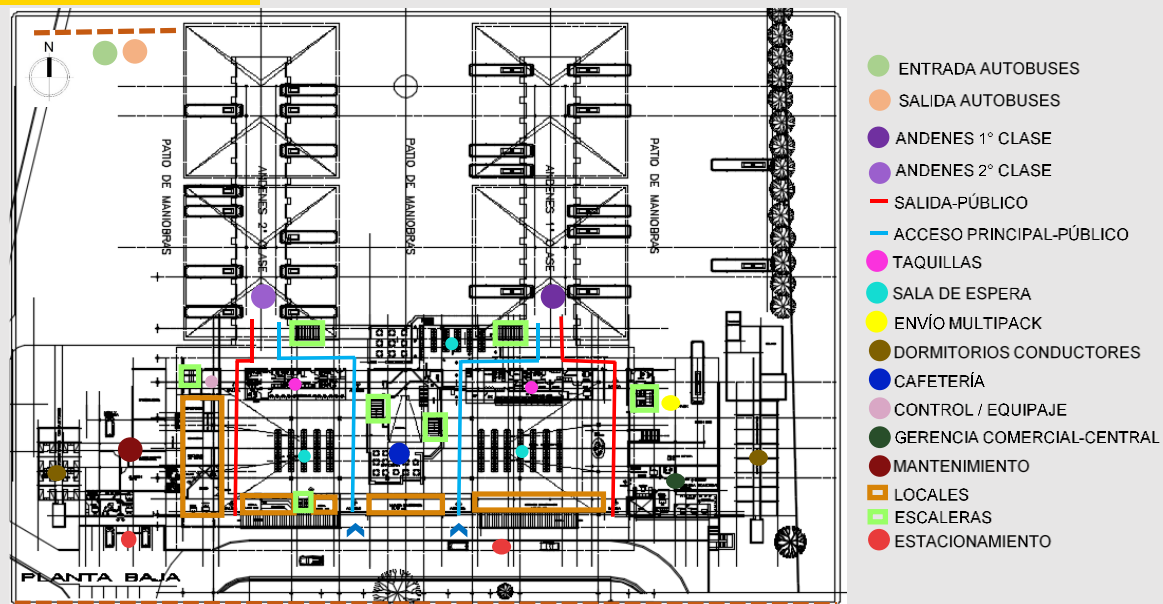 N
PATIO DE MANIOBRAS
ANDENES 2° CLASE
PATIO DE MANIOBRAS
ANDENES 1° CLASE
PATIO DE MANIOBRAS
PLANTA BAJA
ENTRADA AUTOBUSES
SALIDA AUTOBUSES
ANDENES 1° CLASE
ANDENES 2° CLASE
SALIDA-PÚBLICO
ACCESO PRINCIPAL-PÚBLICO
TAQUILLAS
SALA DE ESPERA
ENVÍO MULTIPACK
DORMITORIOS CONDUCTORES
CAFETERÍA
CONTROL / EQUIPAJE
GERENCIA COMERCIAL-CENTRAL
MANTENIMIENTO
LOCALES
ESCALERAS
ESTACIONAMIENTO